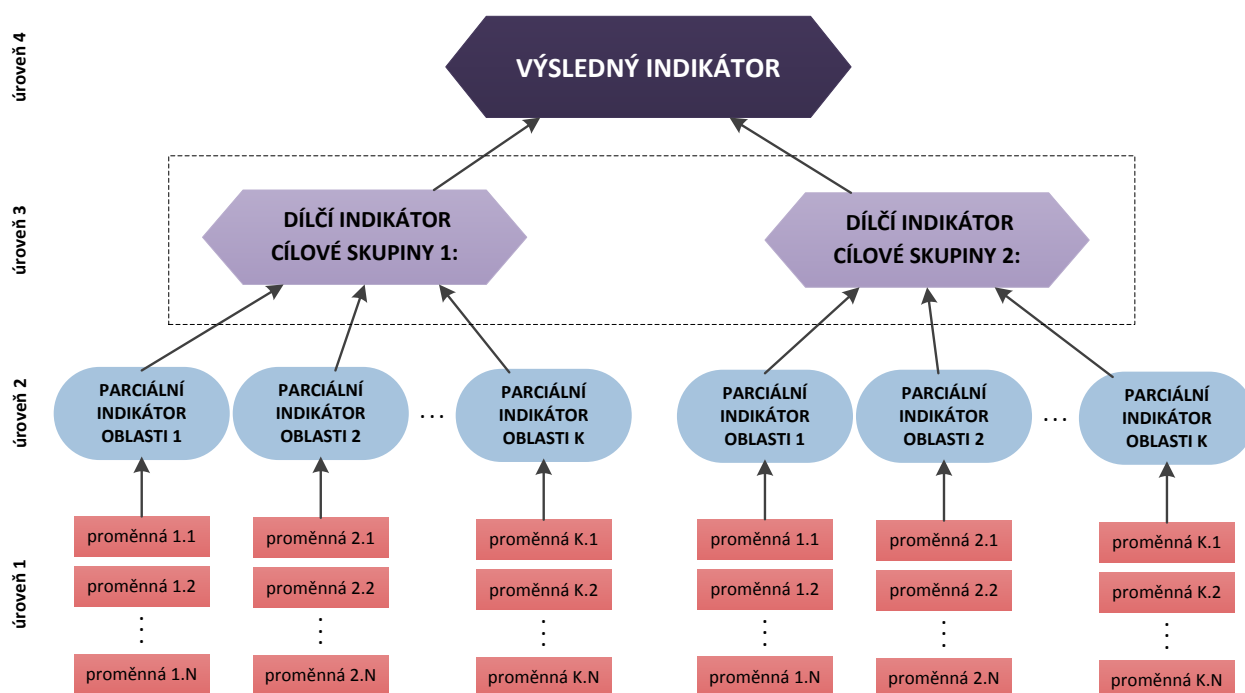 úroveň 4
VÝSLEDNÝ INDIKÁTOR
úroveň 3
DÍLČÍ INDIKÁTOR
CÍLOVÉ SKUPINY 1:
DÍLČÍ INDIKÁTOR
CÍLOVÉ SKUPINY 2:
úroveň 2
PARCIÁLNÍ
INDIKÁTOR
OBLASTI 1
PARCIÁLNÍ
INDIKÁTOR
OBLASTI 2
...
PARCIÁLNÍ
INDIKÁTOR
OBLASTI K
PARCIÁLNÍ
INDIKÁTOR
OBLASTI 1
PARCIÁLNÍ
INDIKÁTOR
OBLASTI 2
...
PARCIÁLNÍ
INDIKÁTOR
OBLASTI K
úroveň 1
proměnná 1.1
proměnná 1.2
⋮
proměnná 1.N
proměnná 2.1
proměnná 2.2
⋮
proměnná 2.N
proměnná K.1
proměnná K.2
⋮
proměnná K.N
proměnná 1.1
proměnná 1.2
⋮
proměnná 1.N
proměnná 2.1
proměnná 2.2
⋮
proměnná 2.N
proměnná K.1
proměnná K.2
⋮
proměnná K.N